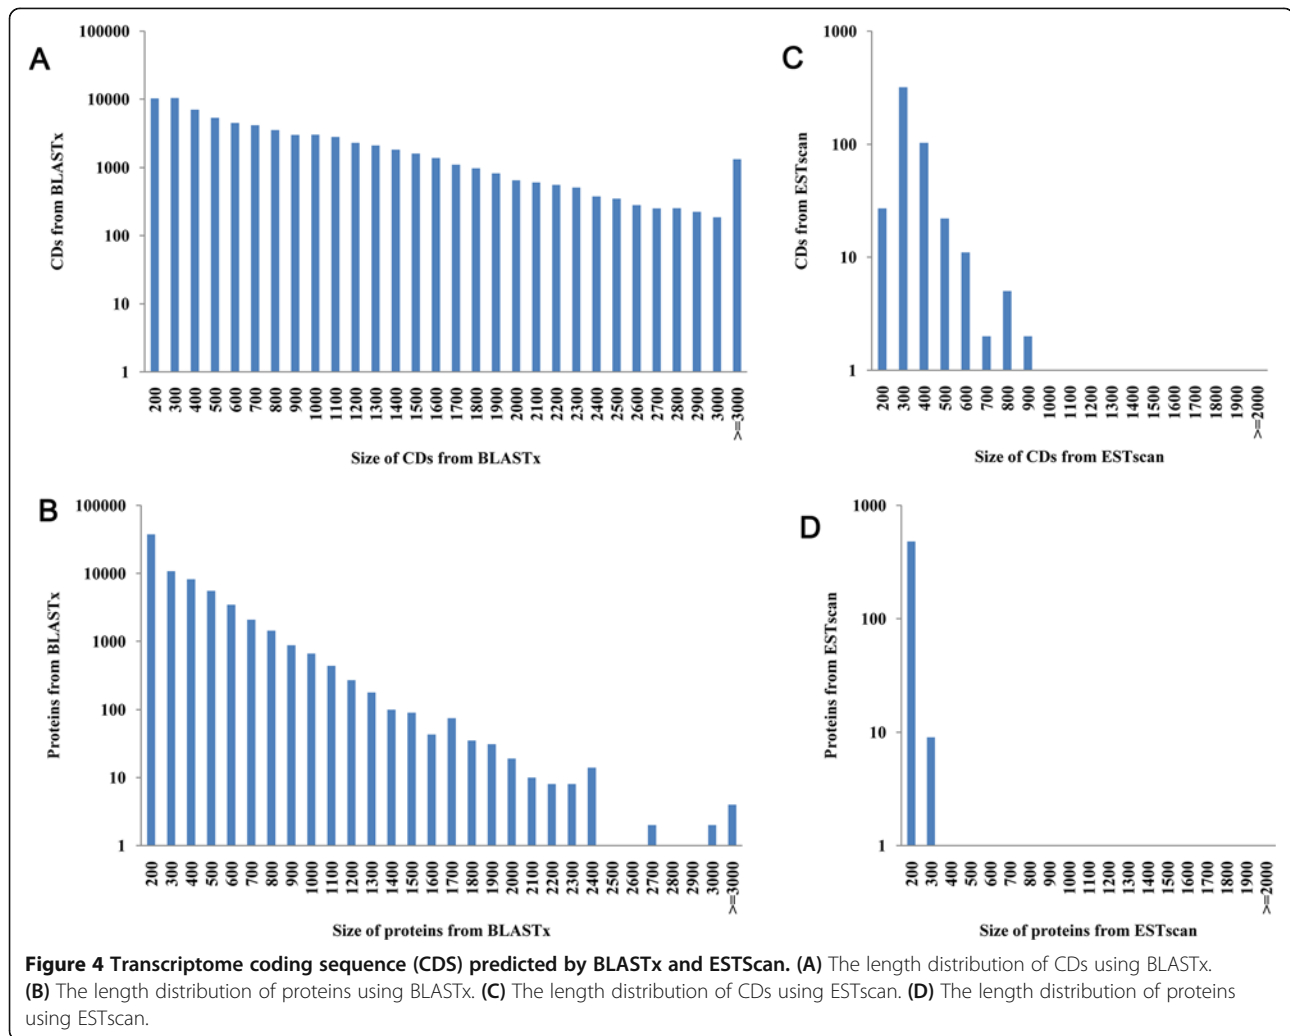 A
100000
10000
1000
100
10
1
CDs from BLASTx
200 300 400 500 600 700 800 900 1000 1100 1200 1300 1400 1500 1600 1700 1800 1900 2000 2100 2200 2300 2400 2500 2600 2700 2800 2900 3000 >=3000
Size of CDs from BLASTx
C
1000
100
10
1
CDs from ESTscan
200 300 400 500 600 700 800 900 1000 1100 1200 1300 1400 1500 1600 1700 1800 1900 >=2000
Size of CDs from ESTscan
B
100000
10000
1000
100
10
1
Proteins from BLASTx
200 300 400 500 600 700 800 900 1000 1100 1200 1300 1400 1500 1600 1700 1800 1900 2000 2100 2200 2300 2400 2500 2600 2700 2800 2900 3000 >=3000
Size of proteins from BLASTx
D
1000
100
10
1
Proteins from ESTscan
200 300 400 500 600 700 800 900 1000 1100 1200 1300 1400 1500 1600 1700 1800 1900 >=2000
Size of proteins from ESTscan
Figure 4 Transcriptome coding sequence (CDS) predicted by BLASTx and ESTScan. (A) The length distribution of CDs using BLASTx.
(B) The length distribution of proteins using BLASTx. (C) The length distribution of CDs using ESTscan. (D) The length distribution of proteins
using ESTscan.